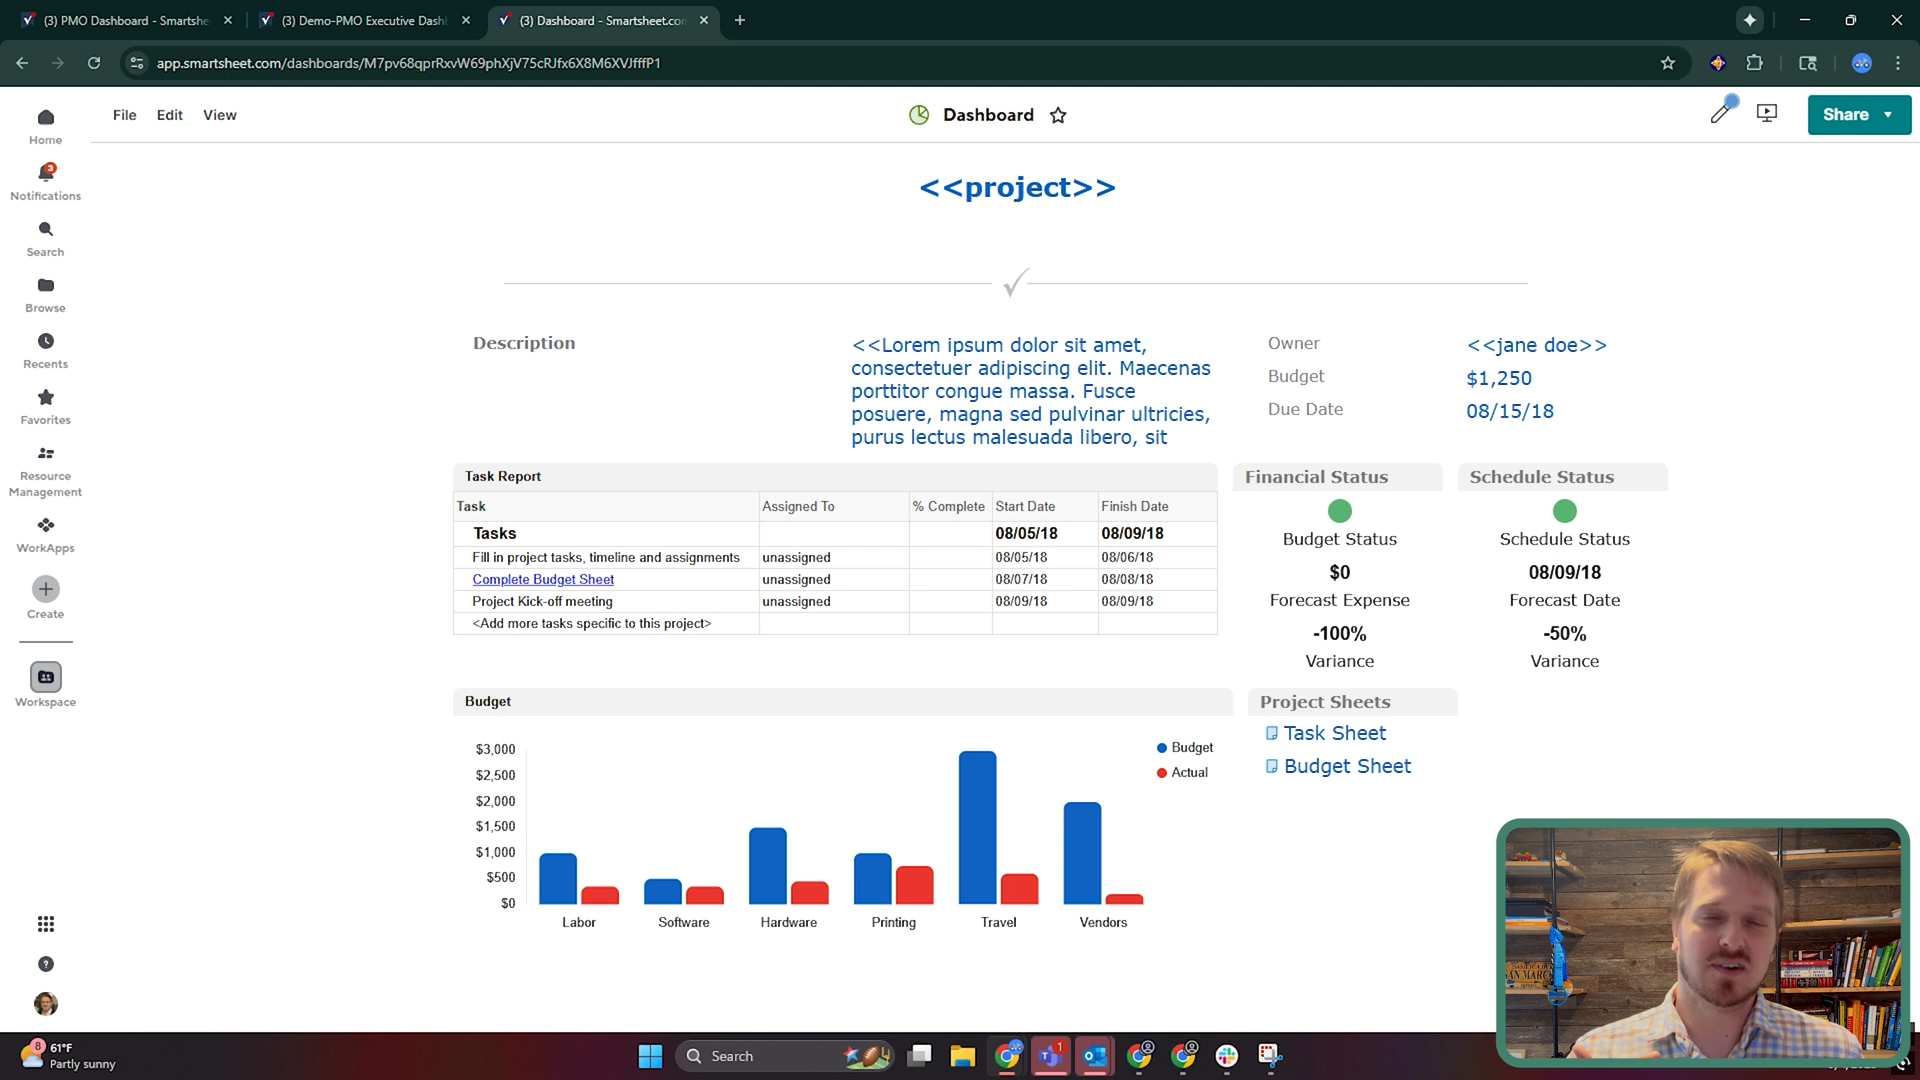 (3) PMO Dashboard - Smartshe
(3) Demo-PMO Executive Dash
(3) Dashboard - Smartsheet.co
app.smartsheet.com/dashboards/M7pv68qprRxvW69phXjV75cRJfx6X8M6XVJfffP1
File Edit View
Dashboard
Share
Home
3
Notifications
Search
Browse
Recents
Favorites
Resource
Management
WorkApps
Create
Workspace
<<project>>
Description
<<Lorem ipsum dolor sit amet,
consectetuer adipiscing elit. Maecenas
porttitor congue massa. Fusce
posuere, magna sed pulvinar ultricies,
purus lectus malesuada libero, sit
Owner <<jane doe>>
Budget $1,250
Due Date 08/15/18
Task Report
Task Assigned To % Complete Start Date Finish Date
Tasks 08/05/18 08/09/18
Fill in project tasks, timeline and assignments unassigned 08/05/18 08/06/18
Complete Budget Sheet unassigned 08/07/18 08/08/18
Project Kick-off meeting unassigned 08/09/18 08/09/18
<Add more tasks specific to this project>
Financial Status
Budget Status
$0
Forecast Expense
-100%
Variance
Schedule Status
Schedule Status
08/09/18
Forecast Date
-50%
Variance
Budget
$3,000
$2,500
$2,000
$1,500
$1,000
$500
$0
Labor Software Hardware Printing Travel Vendors
Budget
Actual
Project Sheets
Task Sheet
Budget Sheet
8
61°F
Partly sunny
Search
1